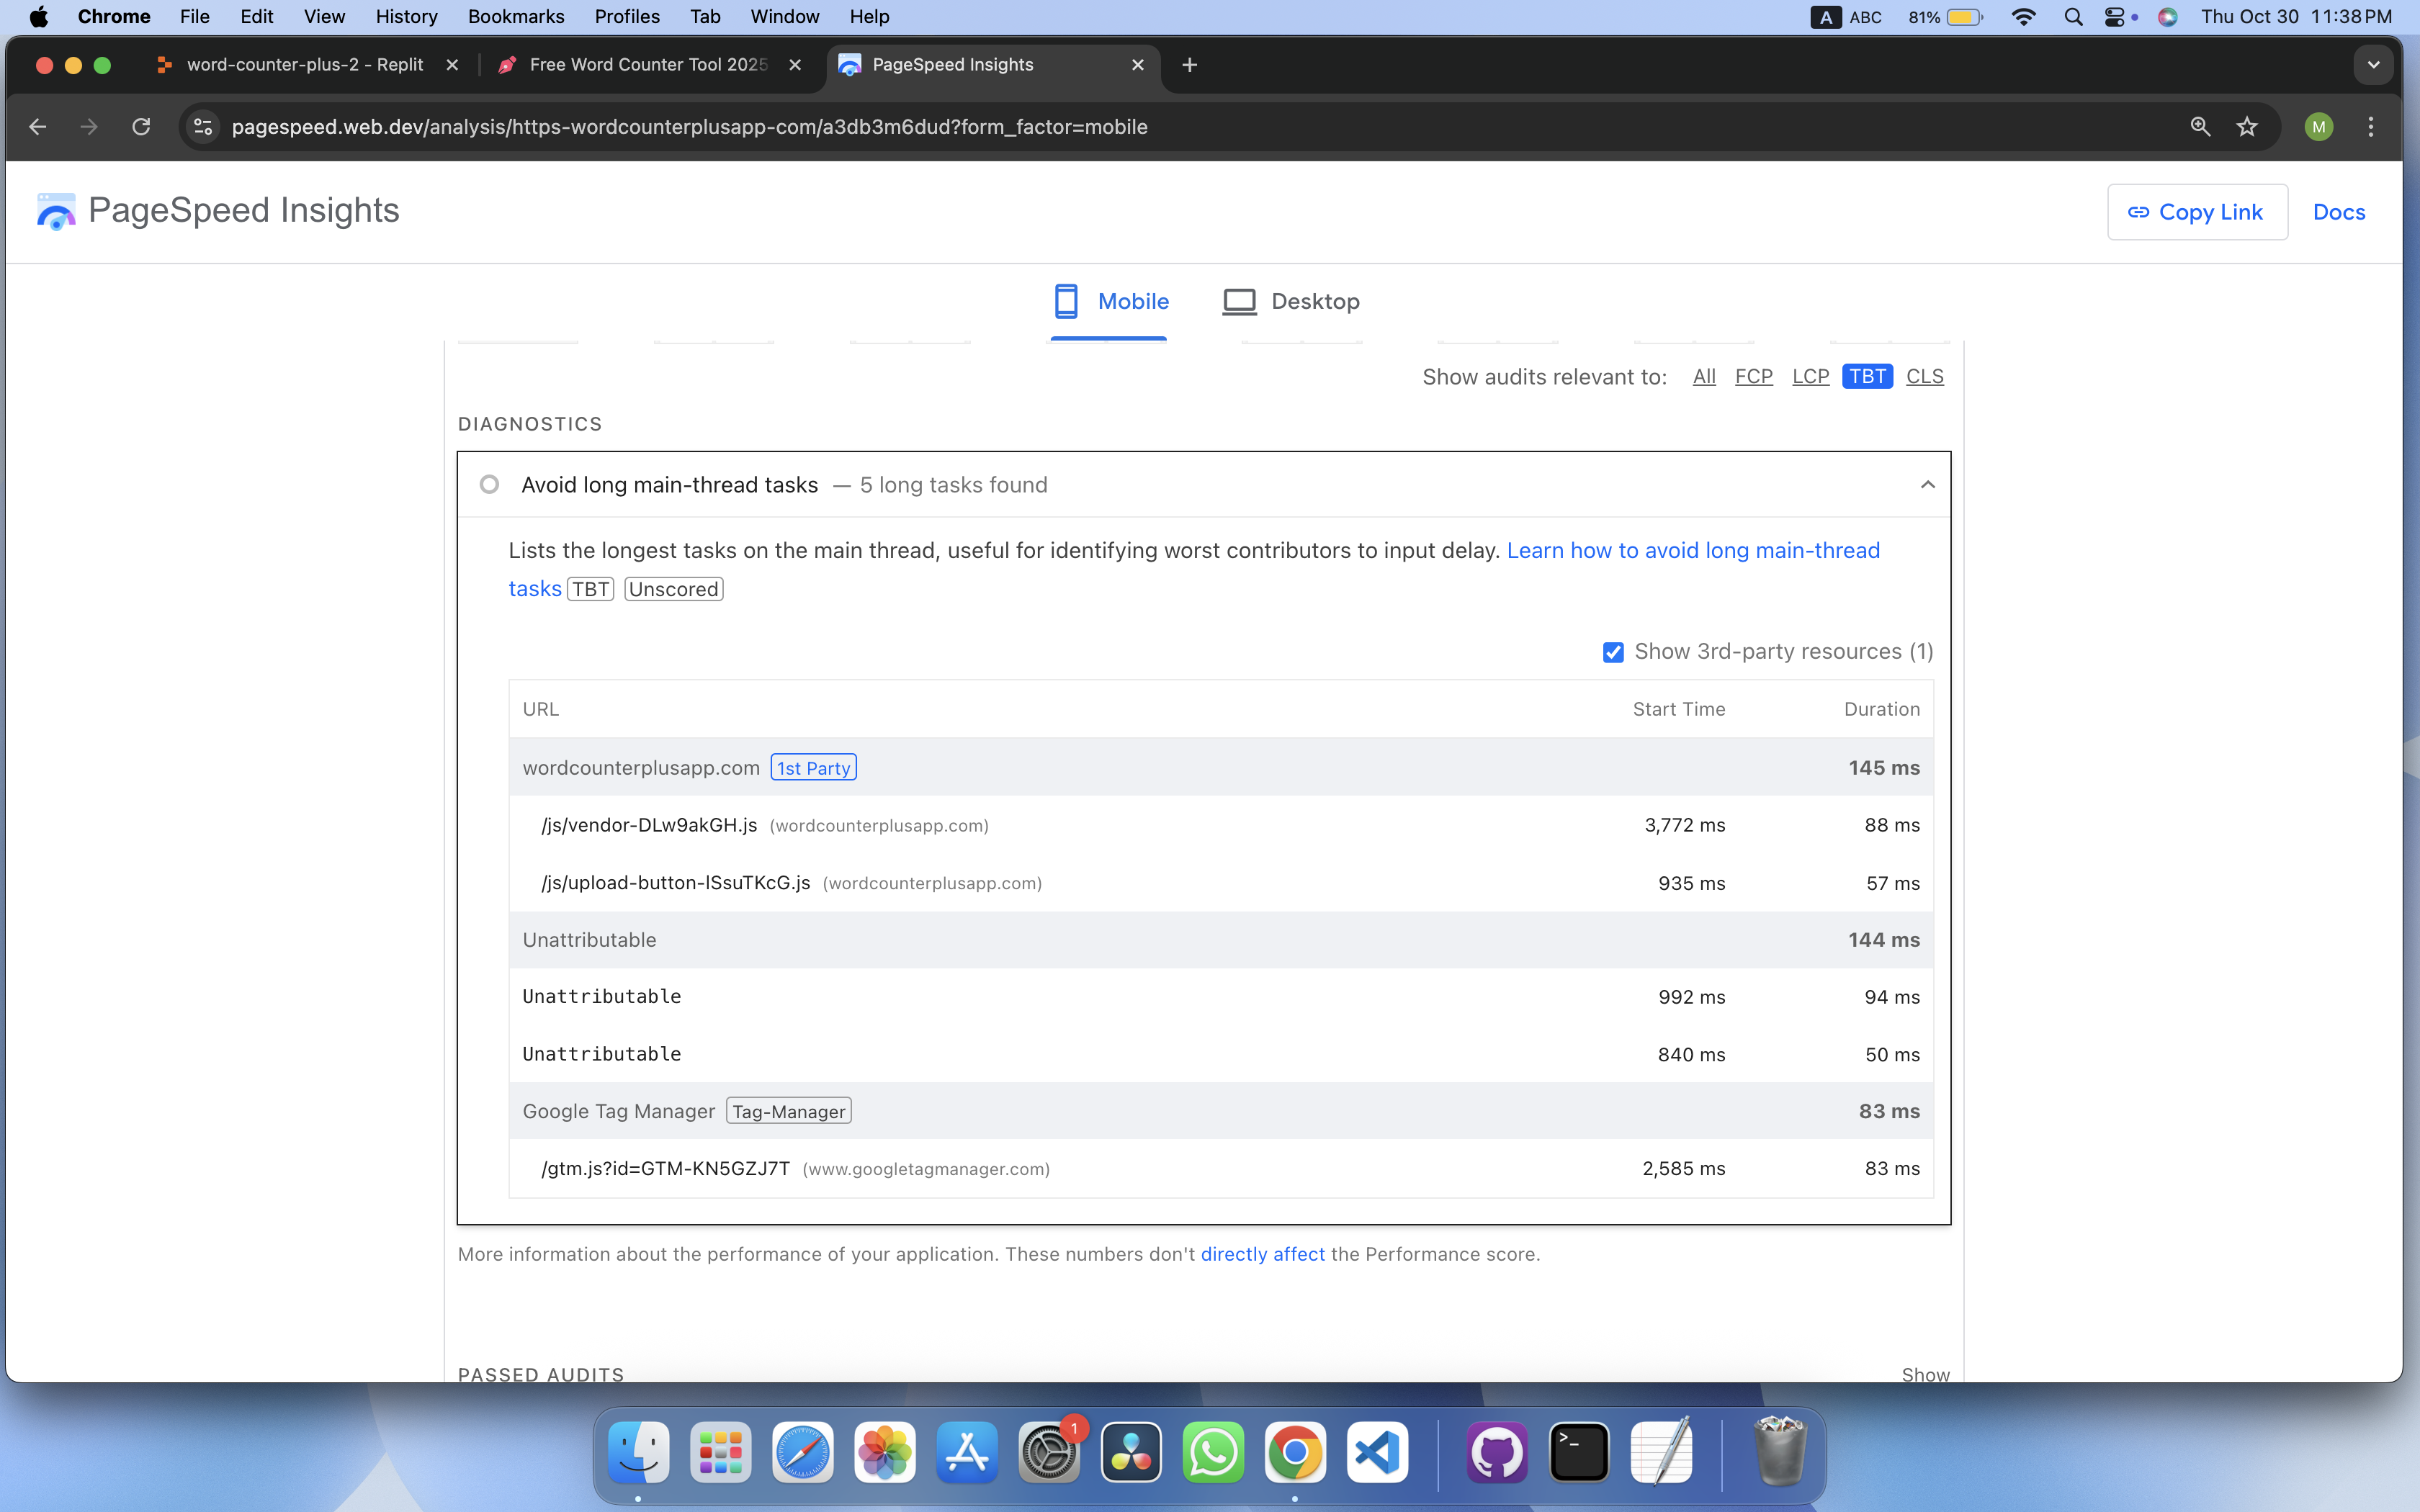 Chrome File Edit View History Bookmarks Profiles Tab Window Help A ABC 81% Thu Oct 30 11:38 PM
word-counter-plus-2 - Replit Free Word Counter Tool 2025 PageSpeed Insights
pagespeed.web.dev/analysis/https-wordcounterplusapp-com/a3db3m6dud?form_factor=mobile M
PageSpeed Insights Copy Link Docs
Mobile Desktop
Show audits relevant to: All FCP LCP TBT CLS
DIAGNOSTICS
Avoid long main-thread tasks — 5 long tasks found
Lists the longest tasks on the main thread, useful for identifying worst contributors to input delay. Learn how to avoid long main-thread
tasks TBT Unscored
Show 3rd-party resources (1)
URL Start Time Duration
wordcounterplusapp.com 1st Party 145 ms
/js/vendor-DLw9akGH.js (wordcounterplusapp.com) 3,772 ms 88 ms
/js/upload-button-lSsuTKcG.js (wordcounterplusapp.com) 935 ms 57 ms
Unattributable 144 ms
Unattributable 992 ms 94 ms
Unattributable 840 ms 50 ms
Google Tag Manager Tag-Manager 83 ms
/gtm.js?id=GTM-KN5GZJ7T (www.googletagmanager.com) 2,585 ms 83 ms
More information about the performance of your application. These numbers don't directly affect the Performance score.
PASSED AUDITS Show
1